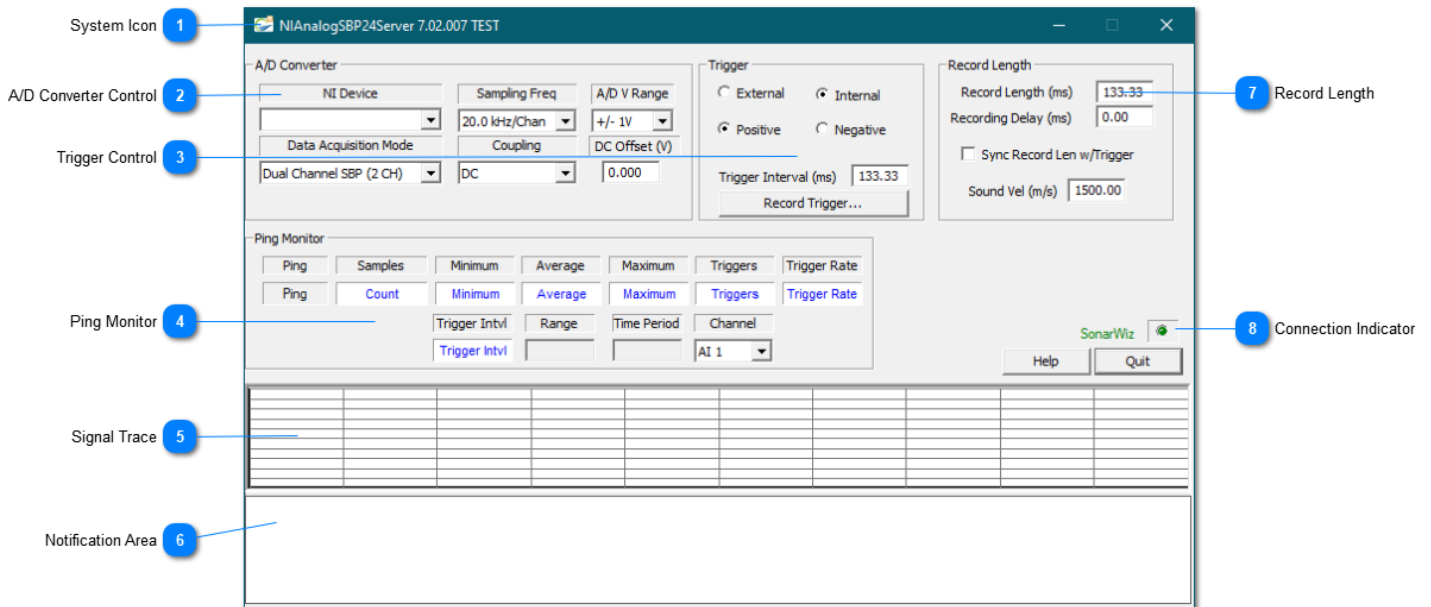 System Icon 1
NIAnalogSBP24Server 7.02.007 TEST
A/D Converter
A/D Converter Control 2
NI Device Sampling Freq A/D V Range
20.0 kHz/Chan +/- 1V
Data Acquisition Mode Coupling DC Offset (V)
Dual Channel SBP (2 CH) DC 0.000
Trigger
External Internal
Positive Negative
Trigger Control 3
Trigger Interval (ms) 133.33
Record Trigger...
Record Length
Record Length (ms) 133.33
7 Record Length
Recording Delay (ms) 0.00
Sync Record Len w/Trigger
Sound Vel (m/s) 1500.00
Ping Monitor
Ping Samples Minimum Average Maximum Triggers Trigger Rate
Ping Count Minimum Average Maximum Triggers Trigger Rate
Ping Monitor 4
Trigger Intvl Range Time Period Channel
Trigger Intvl AI 1
SonarWiz
8 Connection Indicator
Help Quit
Signal Trace 5
Notification Area 6